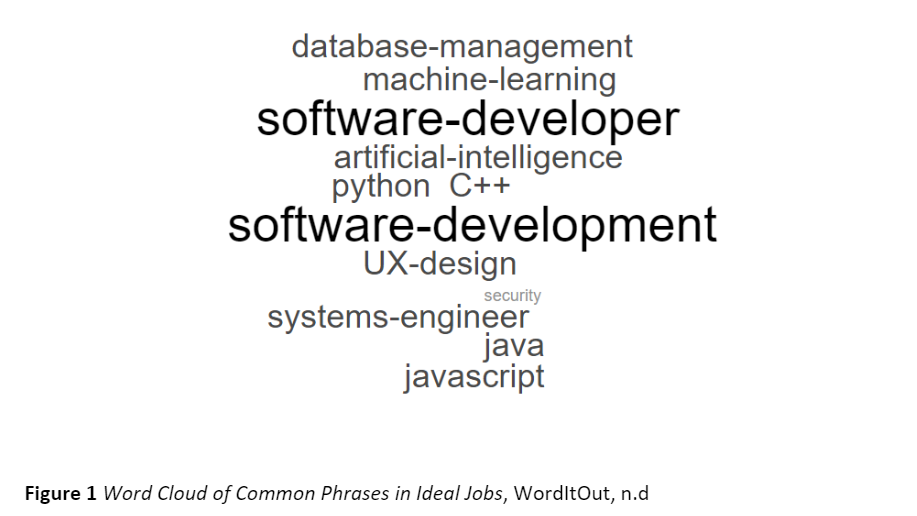 database-management
machine-learning
software-developer
artificial-intelligence
python C++
software-development
UX-design
security
systems-engineer
java
javascript
Figure 1 Word Cloud of Common Phrases in Ideal Jobs, WordItOut, n.d